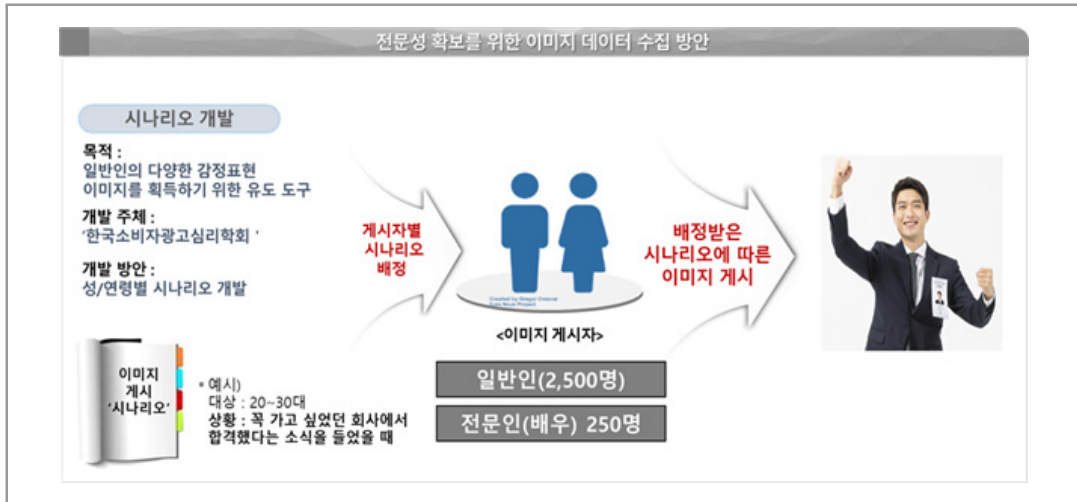 전문성 확보를 위한 이미지 데이터 수집 방안
시나리오 개발
목적 :
일반인의 다양한 감정표현
이미지를 획득하기 위한 유도 도구
개발 주체 :
‘한국소비자광고심리학회 ‘
개발 방안 :
성/연령별 시나리오 개발
이미지
게시
‘시나리오’
* 예시)
대상 : 20~30대
상황 : 꼭 가고 싶었던 회사에서
합격했다는 소식을 들었을 때
게시자별
시나리오
배정
Created by
from Noun Project
<이미지 게시자>
일반인(2,500명)
전문인(배우) 250명
배정받은
시나리오에 따른
이미지 게시